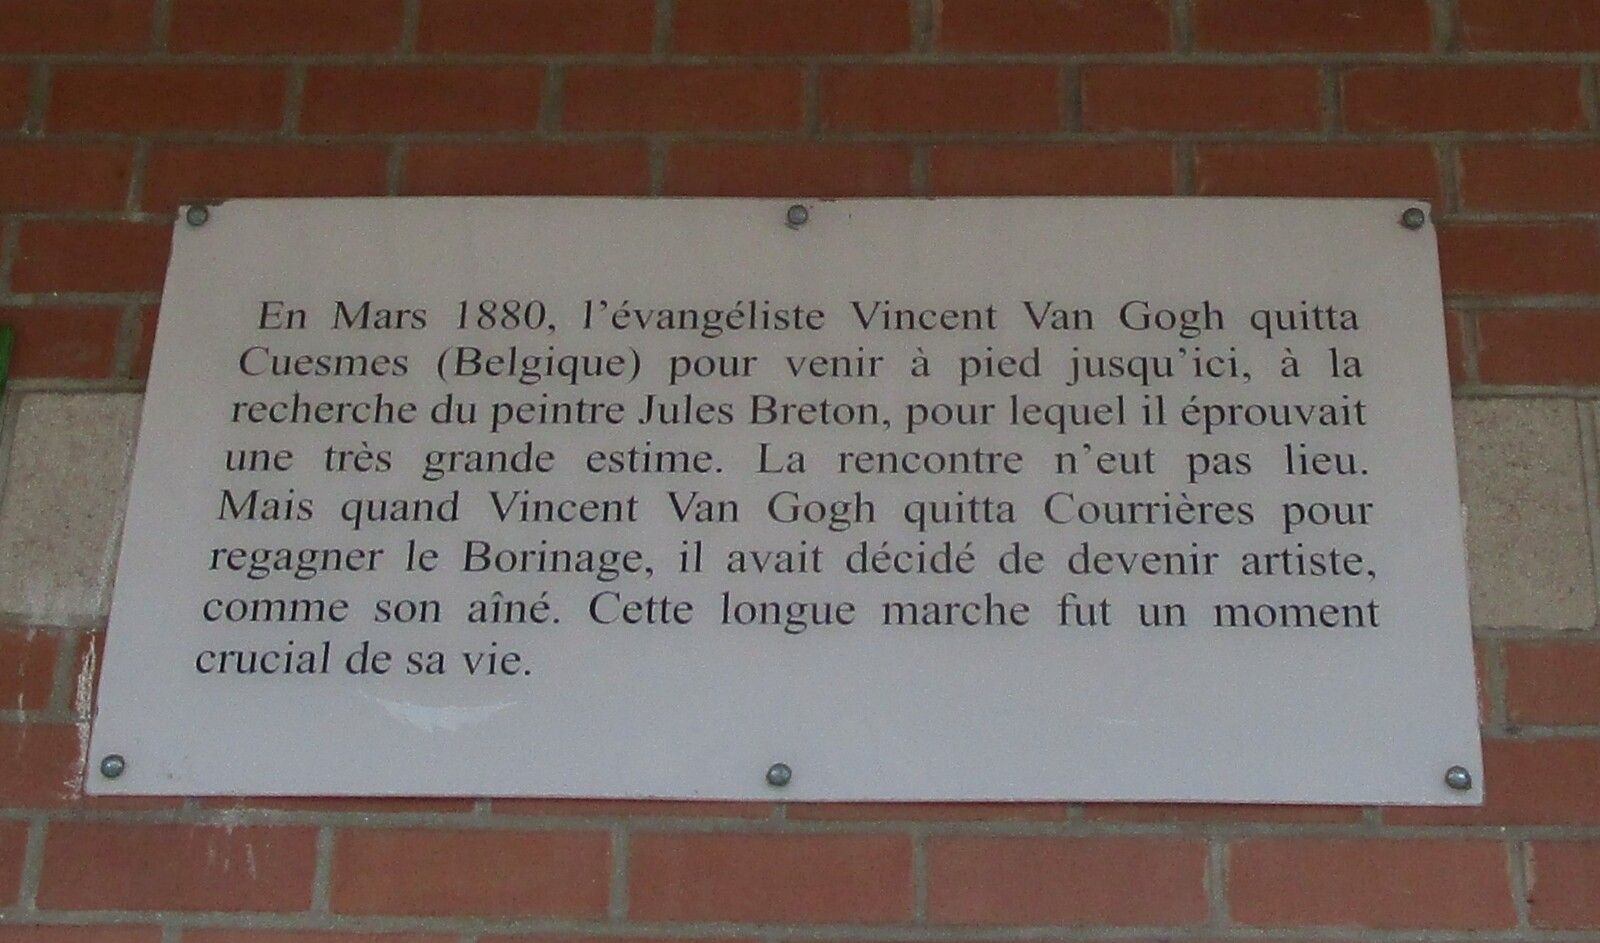 En Mars 1880, l’évangéliste Vincent Van Gogh quitta
Cuesmes (Belgique) pour venir à pied jusqu’ici, à la
recherche du peintre Jules Breton, pour lequel il éprouvait
une très grande estime. La rencontre n’eut pas lieu.
Mais quand Vincent Van Gogh quitta Courrières pour
regagner le Borinage, il avait décidé de devenir artiste,
comme son aîné. Cette longue marche fut un moment
crucial de sa vie.